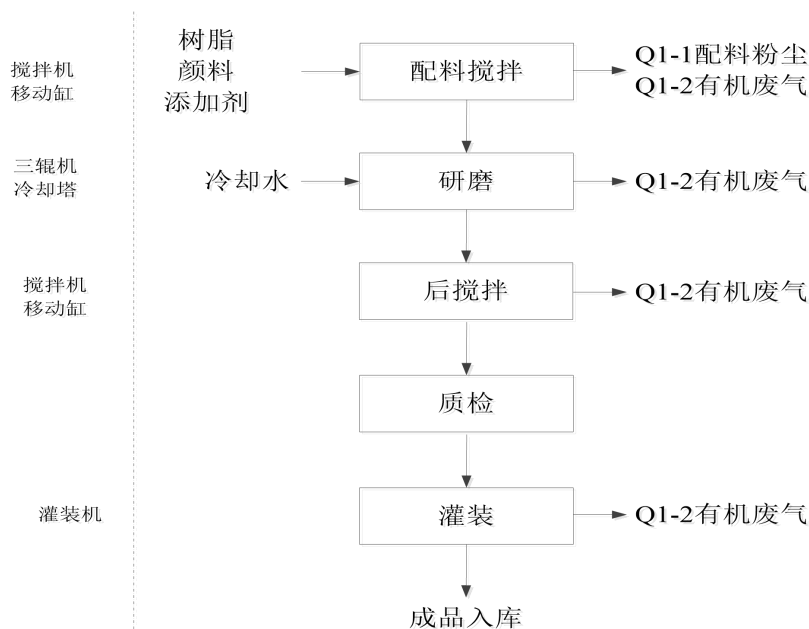 树脂
颜料
添加剂
搅拌机
移动缸
配料搅拌
Q1-1配料粉尘
Q1-2有机废气
三辊机
冷却塔
冷却水
研磨
Q1-2有机废气
搅拌机
移动缸
后搅拌
Q1-2有机废气
质检
灌装机
灌装
Q1-2有机废气
成品入库